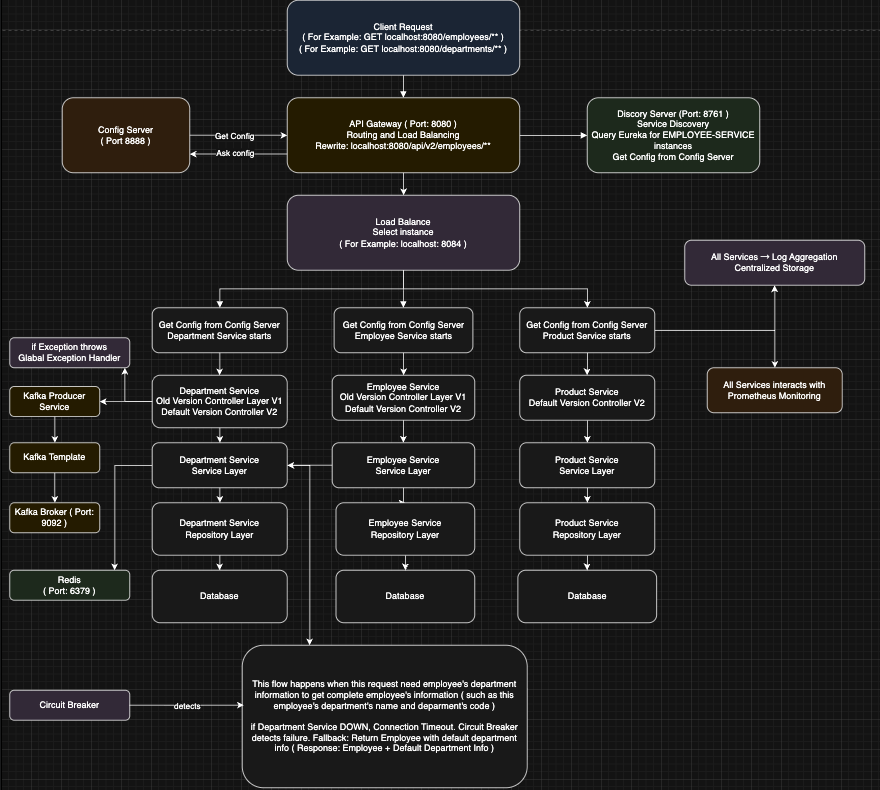 Client Request
( For Example: GET localhost:8080/employees/** )
( For Example: GET localhost:8080/departments/** )
Config Server
( Port 8888 )
Get Config
Ask config
API Gateway ( Port: 8080 )
Routing and Load Balancing
Rewrite: localhost:8080/api/v2/employees/**
Discory Server (Port: 8761 )
Service Discovery
Query Eureka for EMPLOYEE-SERVICE
instances
Get Config from Config Server
Load Balance
Select instance
( For Example: localhost: 8084 )
All Services → Log Aggregation
Centralized Storage
Get Config from Config Server
Department Service starts
Get Config from Config Server
Employee Service starts
Get Config from Config Server
Product Service starts
if Exception throws
Global Exception Handler
All Services interacts with
Prometheus Monitoring
Kafka Producer
Service
Department Service
Old Version Controller Layer V1
Default Version Controller V2
Employee Service
Old Version Controller Layer V1
Default Version Controller V2
Product Service
Default Version Controller V2
Kafka Template
Department Service
Service Layer
Employee Service
Service Layer
Product Service
Service Layer
Kafka Broker ( Port:
9092 )
Department Service
Repository Layer
Employee Service
Repository Layer
Product Service
Repository Layer
Redis
( Port: 6379 )
Database
Database
Database
This flow happens when this request need employee's department
information to get complete employee's information ( such as this
employee's department's name and deparment's code )
if Department Service DOWN, Connection Timeout. Circuit Breaker
detects failure. Fallback: Return Employee with default department
info ( Response: Employee + Default Department Info )
Circuit Breaker
detects